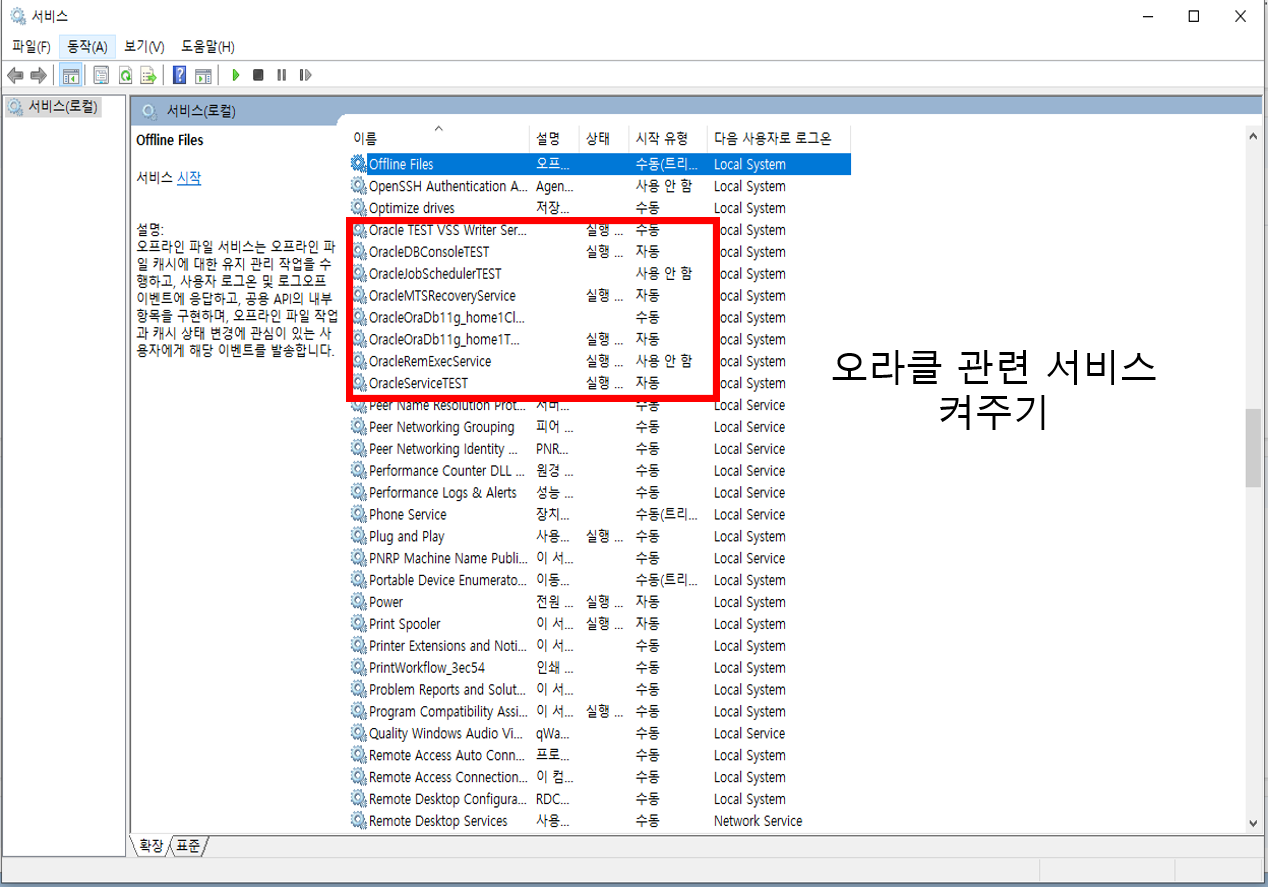 서비스
파일(F) 동작(A) 보기(V) 도움말(H)
서비스(로컬)
서비스(로컬)
Offline Files
서비스 시작
설명:
오프라인 파일 서비스는 오프라인 파
일 캐시에 대한 유지 관리 작업을 수
행하고, 사용자 로그온 및 로그오프
이벤트에 응답하고, 공용 API의 내부
항목을 구현하며, 오프라인 파일 작업
과 캐시 상태 변경에 관심이 있는 사
용자에게 해당 이벤트를 발송합니다.
이름 설명 상태 시작 유형 다음 사용자로 로그온
Offline Files 오프... 수동(트리... Local System
OpenSSH Authentication A... Agen... 사용 안 함 Local System
Optimize drives 저장... 수동 Local System
Oracle TEST VSS Writer Ser... 실행 ... 수동 ocal System
OracleDBConsoleTEST 실행 ... 자동 ocal System
OracleJobSchedulerTEST 사용 안 함 ocal System
OracleMTSRecoveryService 실행 ... 자동 ocal System
OracleOraDb11g_home1Cl... 수동 ocal System
OracleOraDb11g_home1T... 실행 ... 자동 ocal System
OracleRemExecService 실행 ... 사용 안 함 ocal System
OracleServiceTEST 실행 ... 자동 ocal System
Peer Name Resolution Prot... 서비... 수동 Local Service
Peer Networking Grouping 피어 ... 수동 Local Service
Peer Networking Identity ... PNR... 수동 Local Service
Performance Counter DLL ... 원경 ... 수동 Local Service
Performance Logs & Alerts 성능 ... 수동 Local Service
Phone Service 장치... 수동(트리... Local Service
Plug and Play 사용... 실행 ... 수동 Local System
PNRP Machine Name Publi... 이 서... 수동 Local Service
Portable Device Enumerato... 이동... 수동(트리... Local System
Power 전원 ... 실행 ... 자동 Local System
Print Spooler 이 서... 실행 ... 자동 Local System
Printer Extensions and Noti... 이 서... 수동 Local System
PrintWorkflow_3ec54 인쇄 ... 수동 Local System
Problem Reports and Solut... 이 서... 수동 Local System
Program Compatibility Assi... 이 서... 실행 ... 수동 Local System
Quality Windows Audio Vi... qWa... 수동 Local Service
Remote Access Auto Conn... 프로... 수동 Local System
Remote Access Connection... 이 컴... 수동 Local System
Remote Desktop Configura... RDC... 수동 Local System
Remote Desktop Services 사용... 수동 Network Service
오라클 관련 서비스
켜주기
확장 표준